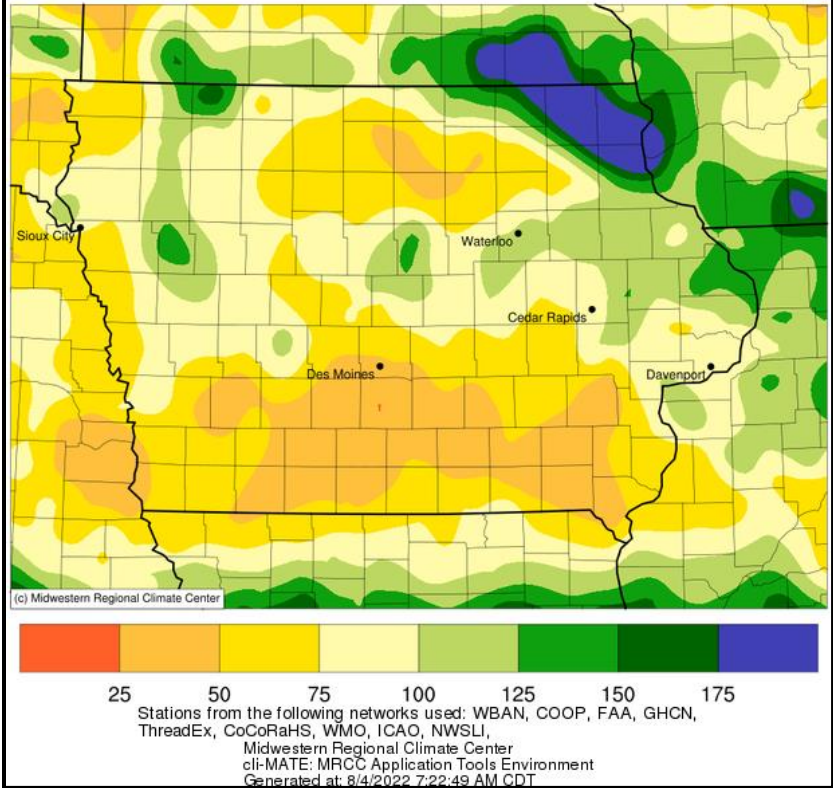 Sioux City
Waterloo
Cedar Rapids
Des Moines
Davenport
(c) Midwestern Regional Climate Center
25 50 75 100 125 150 175
Stations from the following networks used: WBAN, COOP, FAA, GHCN,
ThreadEx, CoCoRaHS, WMO, ICAO, NWSLI,
Midwestern Regional Climate Center
cli-MATE: MRCC Application Tools Environment
Generated at: 8/4/2022 7:22:49 AM CDT